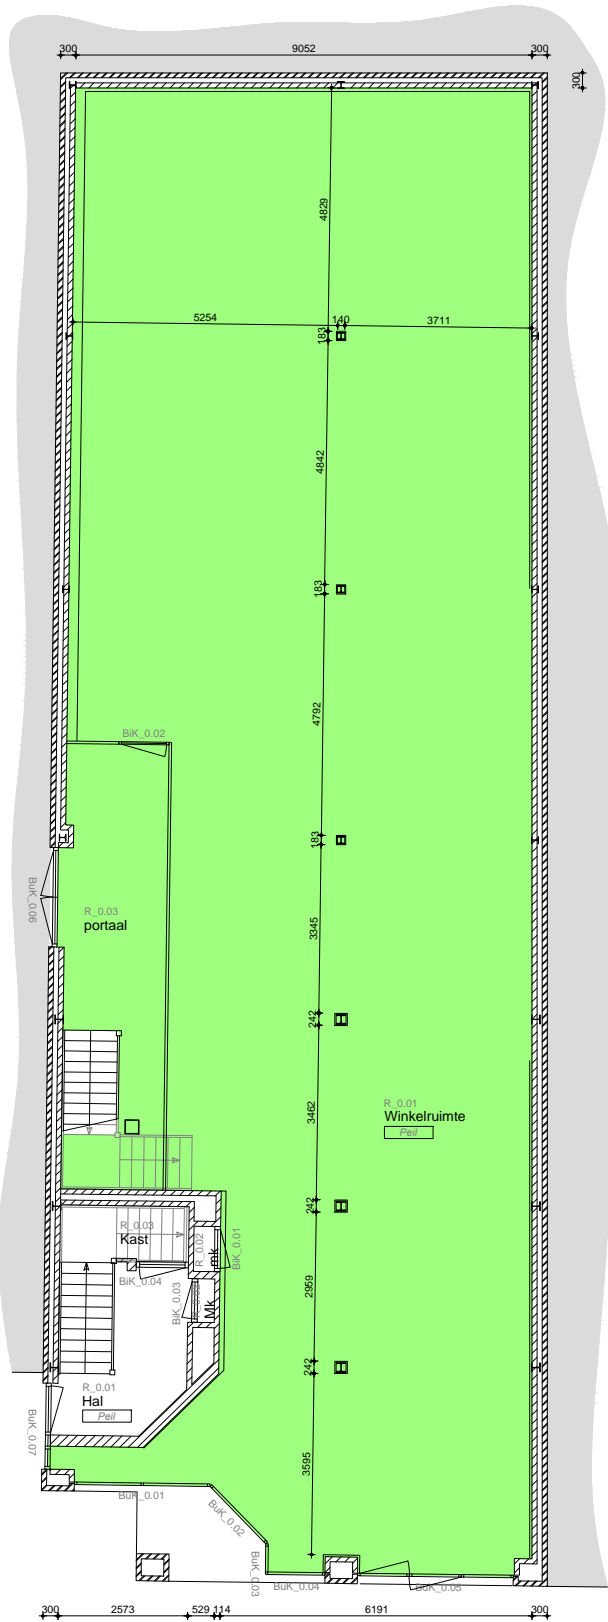 300 9052 300
300
4829
5254 140 3711
183
4842
183
4792
BiK_0.02
183
BuK_0.06
R_0.03
portaal
3345
242
R_0.01
Winkelruimte
Peil
3462
242
R_0.03
Kast
R_0.02
mk
BiK_0.01
BiK_0.04
BiK_0.03
Mk
2959
242
R_0.01
Hal
Peil
BuK_0.07
3595
BuK_0.01
BuK_0.02
BuK_0.03
BuK_0.04
BuK_0.05
300 2573 529 114 6191 300